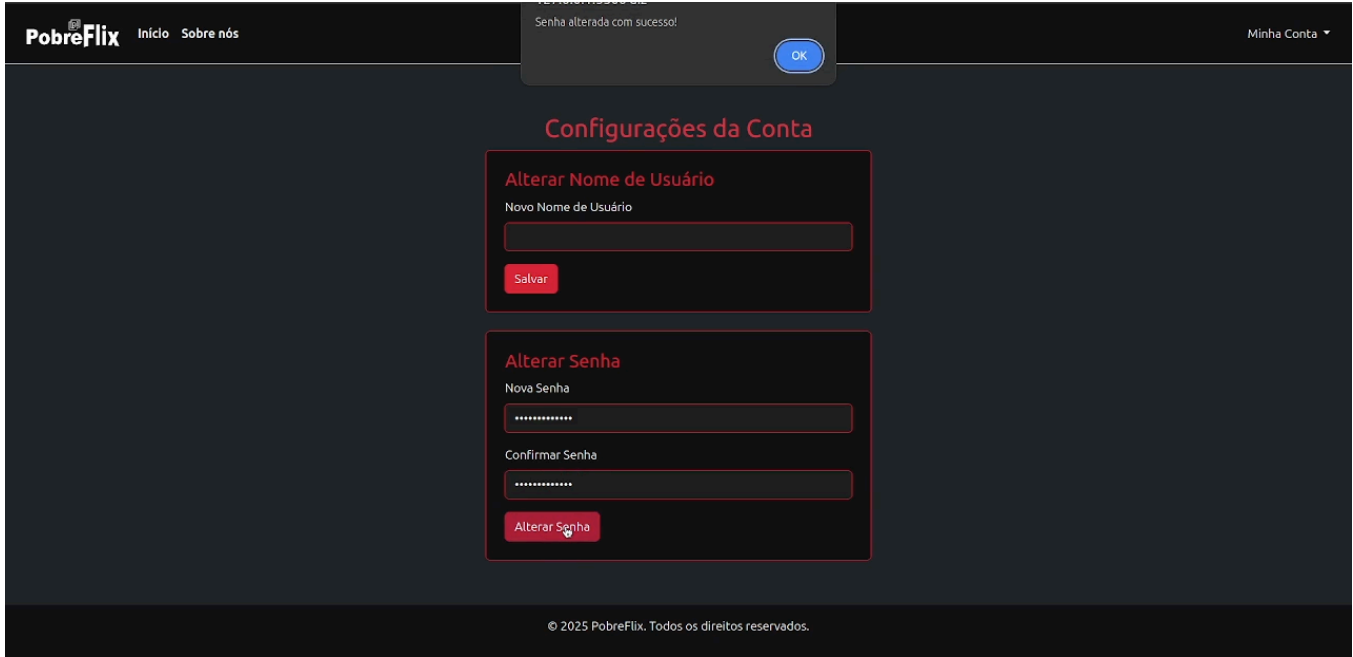 PobreFlix Início Sobre nós
Senha alterada com sucesso!
OK
Minha Conta
Configurações da Conta
Alterar Nome de Usuário
Novo Nome de Usuário
Salvar
Alterar Senha
Nova Senha
•••••••••••••
Confirmar Senha
•••••••••••••
Alterar Senha
© 2025 PobreFlix. Todos os direitos reservados.